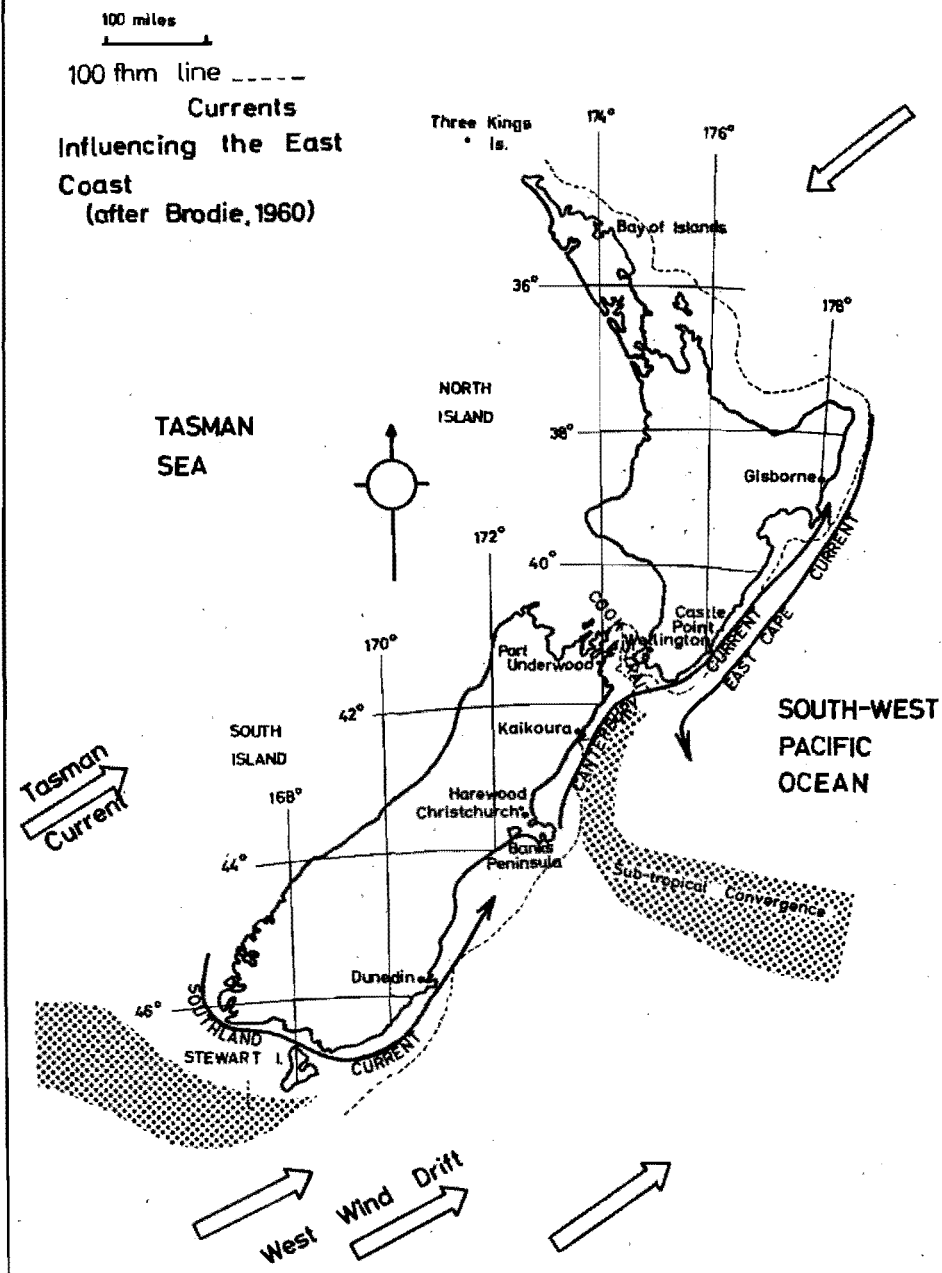 100 miles
100 fhm line
Currents
Influencing the East
Coast
(after Brodie, 1960)
Three Kings
Is.
174°
176°
Bay of Islands
36°
178°
NORTH
ISLAND
TASMAN
SEA
38°
Gisborne
172°
40°
COOK
Castle
Point
Wellington
CURRENT
EAST CAPE CURRENT
170°
Port
Underwood
42°
SOUTH-WEST
PACIFIC
OCEAN
Kaikoura
CANTERBURY
SOUTH
ISLAND
Tasman
Current
168°
Harewood
Christchurch
Banks
Peninsula
44°
Sub-tropical Convergence
Dunedin
46°
SOUTHLAND
CURRENT
STEWART I.
West Wind Drift